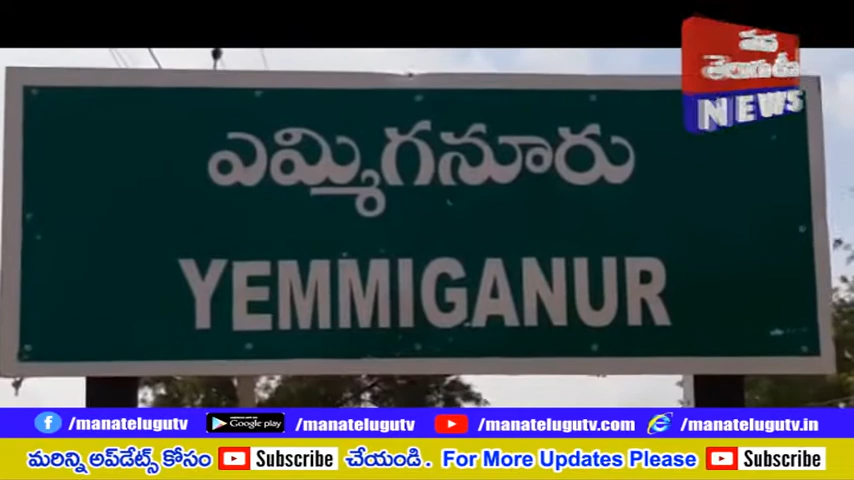 మన
తెలుగు టీవీ
NEWS
ఎమ్మిగనూరు
YEMMIGANUR
/manatelugutv Google play /manatelugutv /manatelugutv.com /manatelugutv.in
మరిన్ని అప్‌డేట్స్ కోసం Subscribe చేయండి. For More Updates Please Subscribe